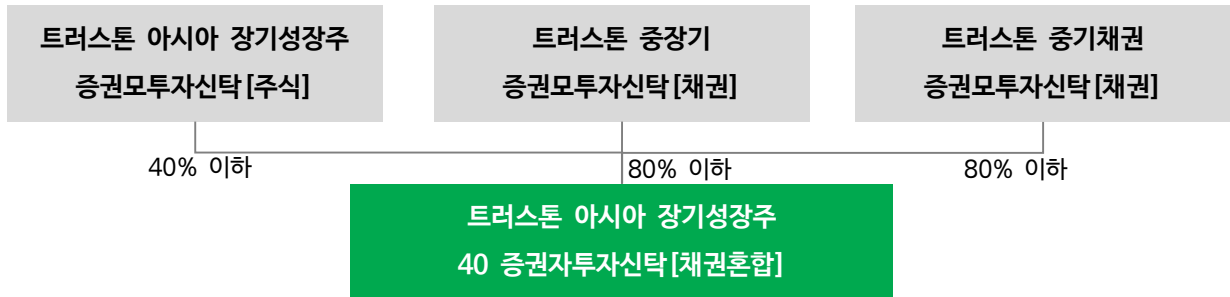 트러스톤 아시아 장기성장주
증권모투자신탁[주식]
트러스톤 중장기
증권모투자신탁[채권]
트러스톤 중기채권
증권모투자신탁[채권]
40% 이하
80% 이하
80% 이하
트러스톤 아시아 장기성장주
40 증권자투자신탁[채권혼합]